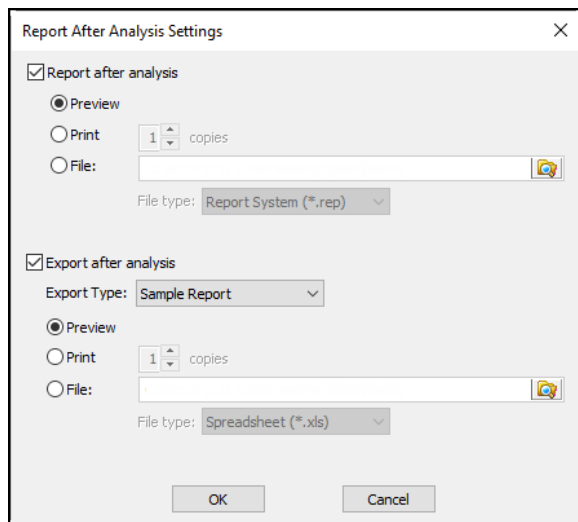 Report After Analysis Settings
Report after analysis
Preview
Print 1 copies
File:
File type: Report System (*.rep)
Export after analysis
Export Type: Sample Report
Preview
Print 1 copies
File:
File type: Spreadsheet (*.xls)
OK Cancel